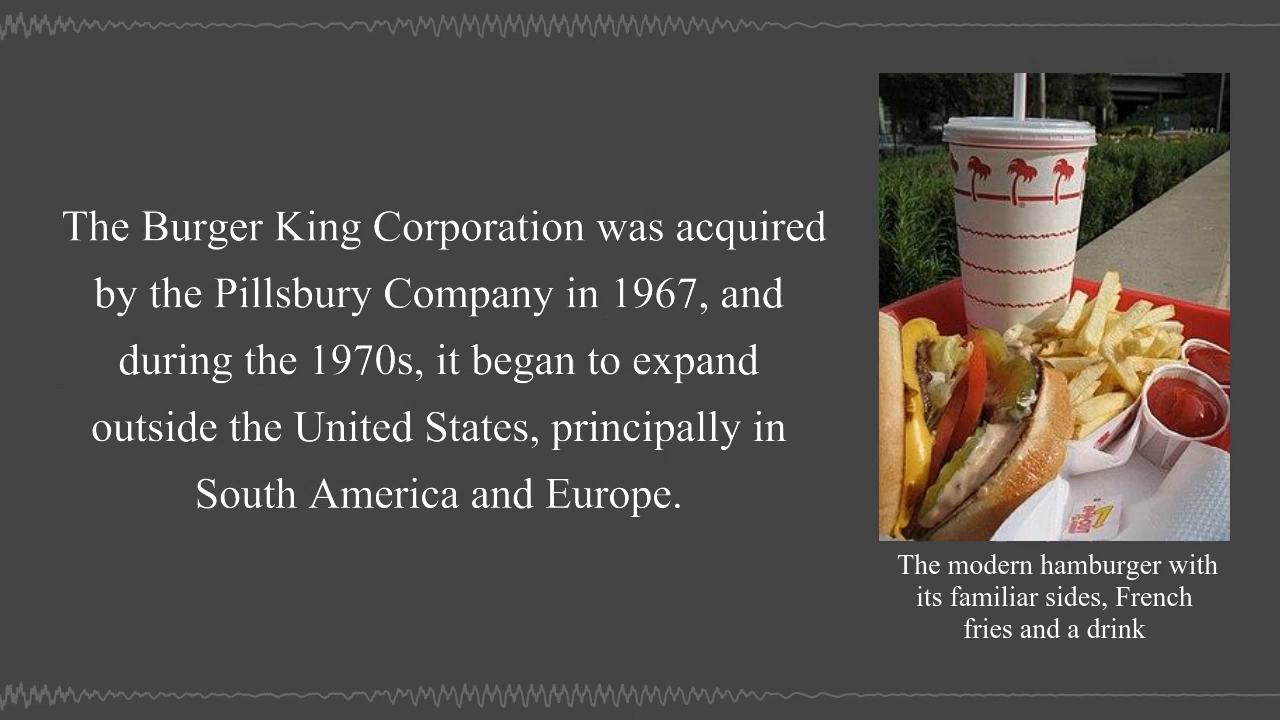 The Burger King Corporation was acquired
by the Pillsbury Company in 1967, and
during the 1970s, it began to expand
outside the United States, principally in
South America and Europe.
The modern hamburger with
its familiar sides, French
fries and a drink